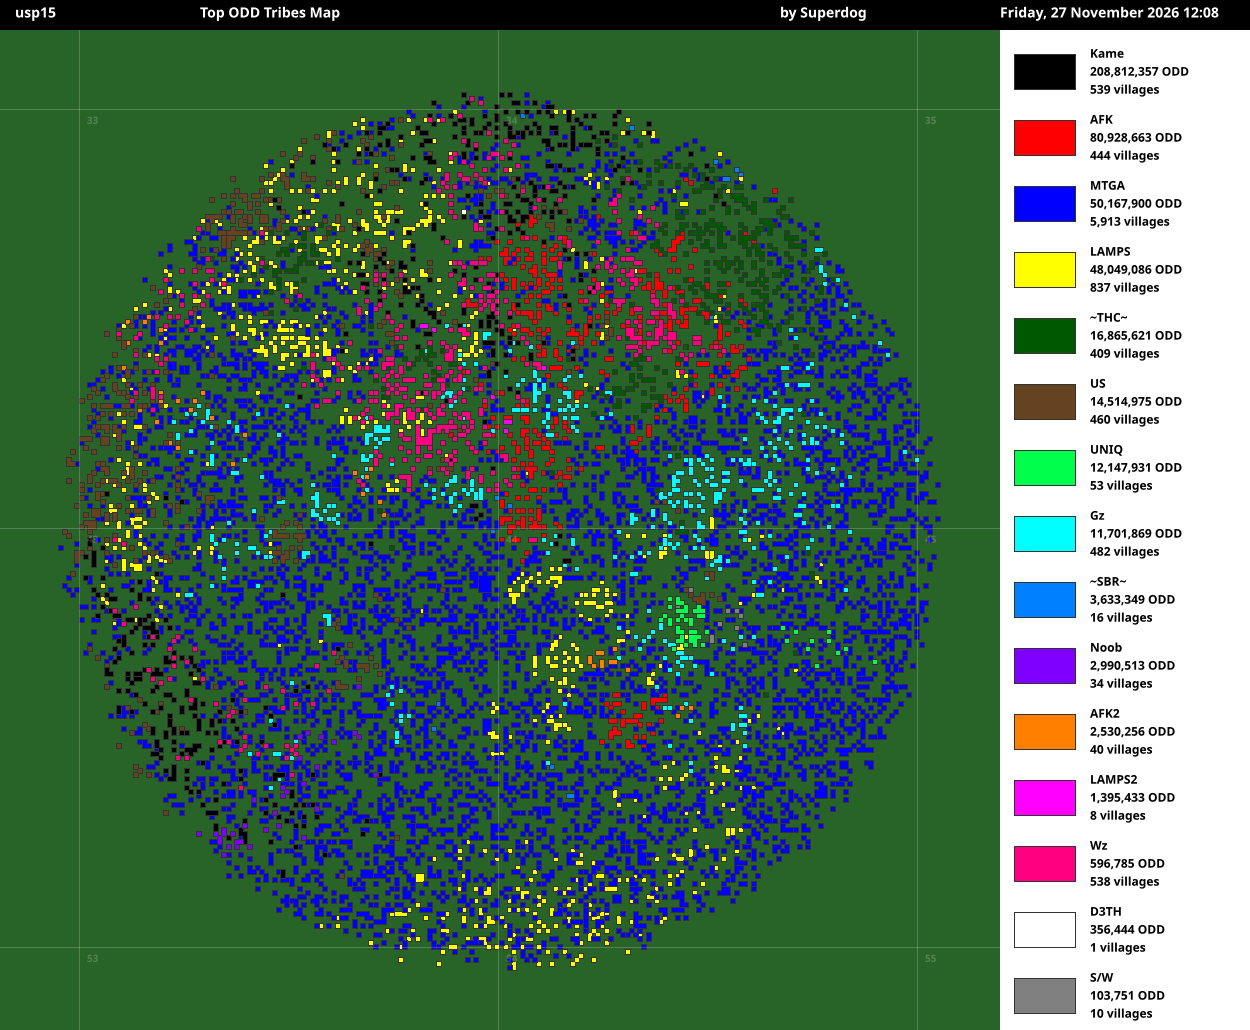 usp15 Top ODD Tribes Map by Superdog Friday, 27 November 2026 12:08
Kame
208,812,357 ODD
539 villages
AFK
80,928,663 ODD
444 villages
MTGA
50,167,900 ODD
5,913 villages
LAMPS
48,049,086 ODD
837 villages
~THC~
16,865,621 ODD
409 villages
US
14,514,975 ODD
460 villages
UNIQ
12,147,931 ODD
53 villages
Gz
11,701,869 ODD
482 villages
~SBR~
3,633,349 ODD
16 villages
Noob
2,990,513 ODD
34 villages
AFK2
2,530,256 ODD
40 villages
LAMPS2
1,395,433 ODD
8 villages
Wz
596,785 ODD
538 villages
D3TH
356,444 ODD
1 villages
S/W
103,751 ODD
10 villages
33 34 35
45
53 55